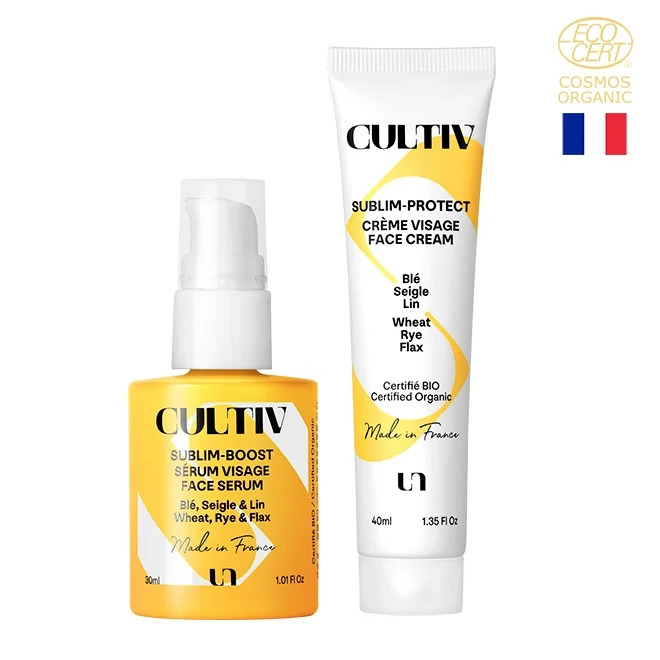 ECO
CERT
®
COSMOS
ORGANIC
CULTIV
SUBLIM-PROTECT
CRÈME VISAGE
FACE CREAM
Blé
Seigle
Lin
Wheat
Rye
Flax
Certifié BIO
Certified Organic
Made in France
40ml 1.35 Fl Oz
CULTIV
SUBLIM-BOOST
SÉRUM VISAGE
FACE SERUM
Blé, Seigle & Lin
Wheat, Rye & Flax
Made in France
30ml 1.01 Fl Oz
Certifié BIO / Certified Organic